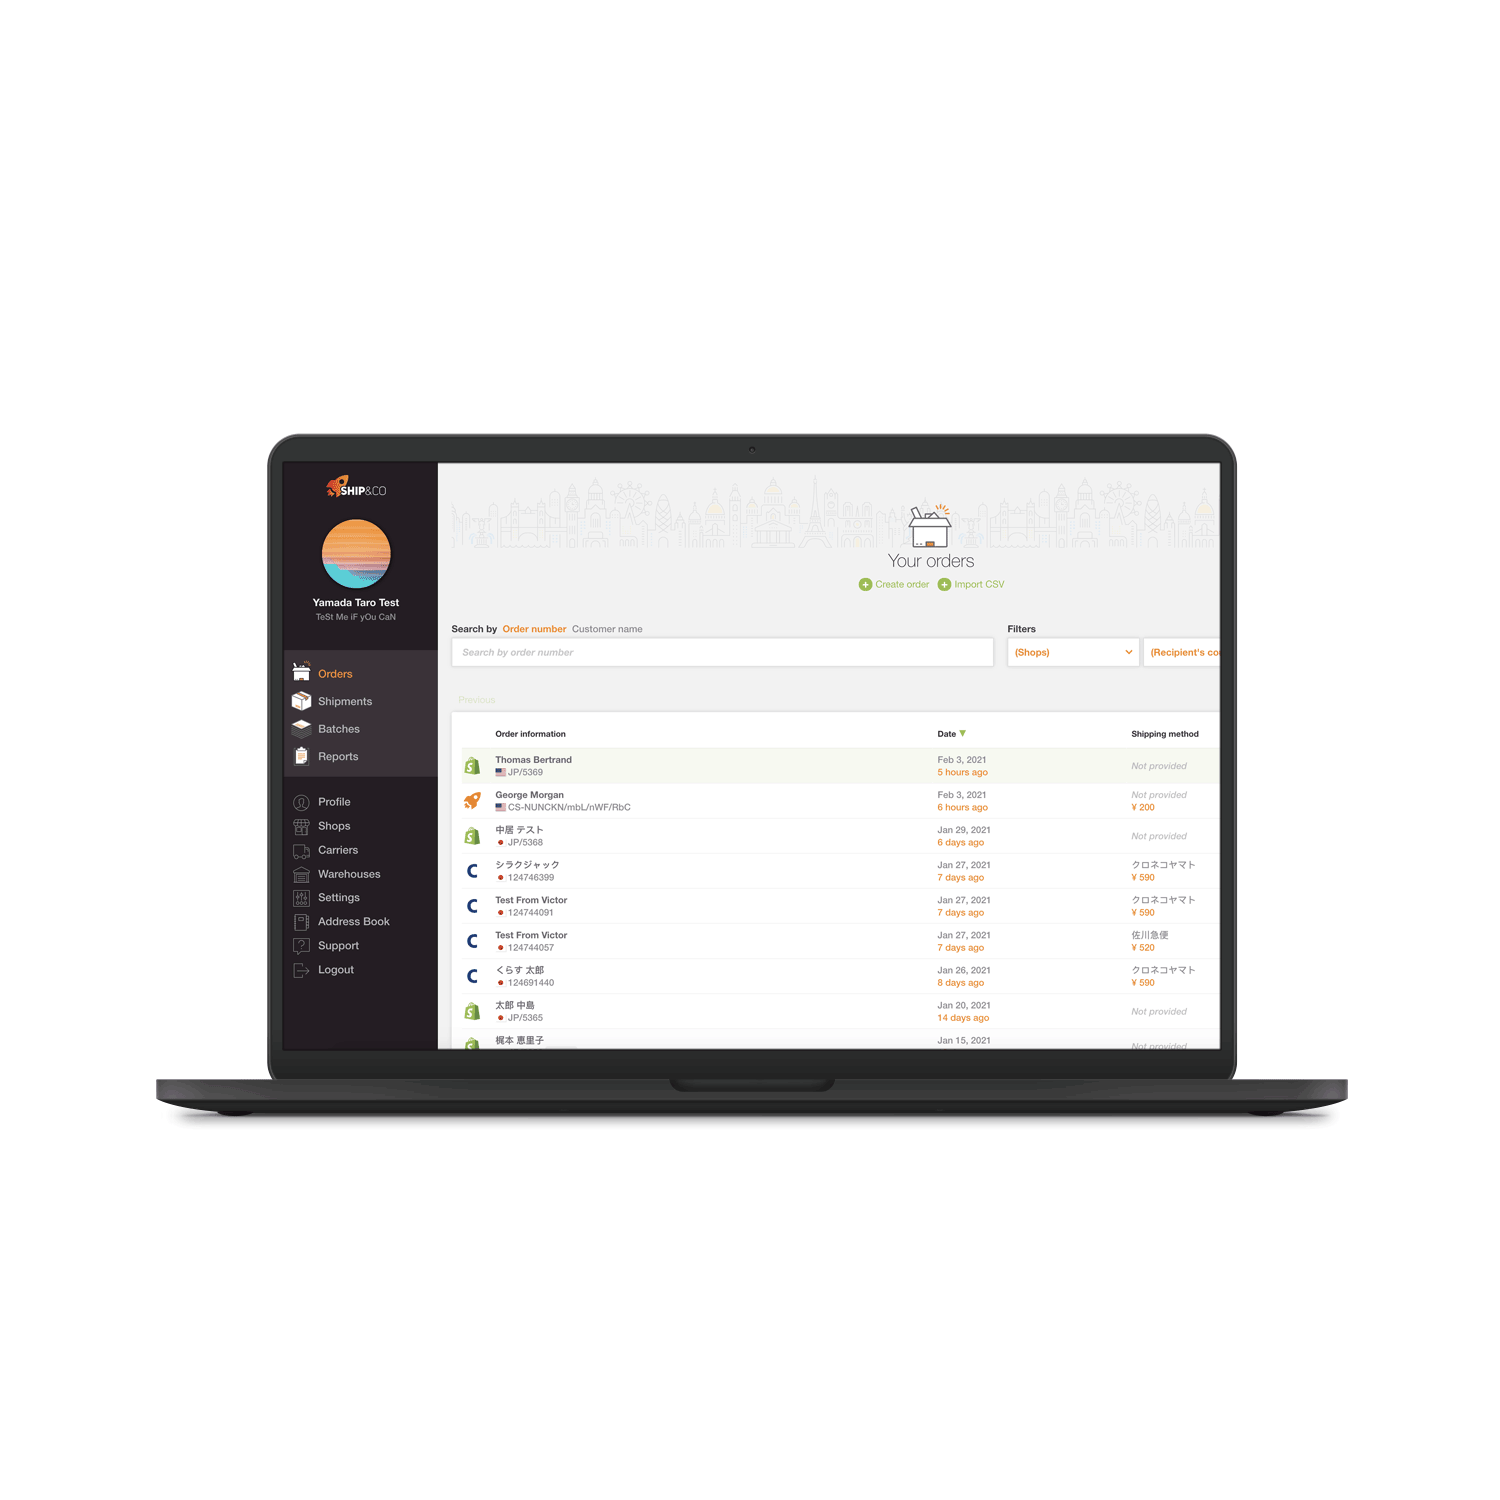 SHIP&CO
Yamada Taro Test
TeSt Me iF yOu CaN
Orders
Shipments
Batches
Reports
Profile
Shops
Carriers
Warehouses
Settings
Address Book
Support
Logout
Your orders
Create order Import CSV
Search by Order number Customer name
Search by order number
Filters
(Shops)
(Recipient's co
Previous
Order information Date Shipping method
Thomas Bertrand Feb 3, 2021 Not provided
JP/5369 5 hours ago
George Morgan Feb 3, 2021 Not provided
CS-NUNCKN/mbL/nWF/RbC 6 hours ago ¥ 200
中居 テスト Jan 29, 2021 Not provided
JP/5368 6 days ago
シラクジャック Jan 27, 2021 クロネコヤマト
124746399 7 days ago ¥ 590
Test From Victor Jan 27, 2021 クロネコヤマト
124744091 7 days ago ¥ 590
Test From Victor Jan 27, 2021 佐川急便
124744057 7 days ago ¥ 520
くらす 太郎 Jan 26, 2021 クロネコヤマト
124691440 8 days ago ¥ 590
太郎 中島 Jan 20, 2021 Not provided
JP/5365 14 days ago
梶本 恵里子 Jan 15, 2021 Not provided